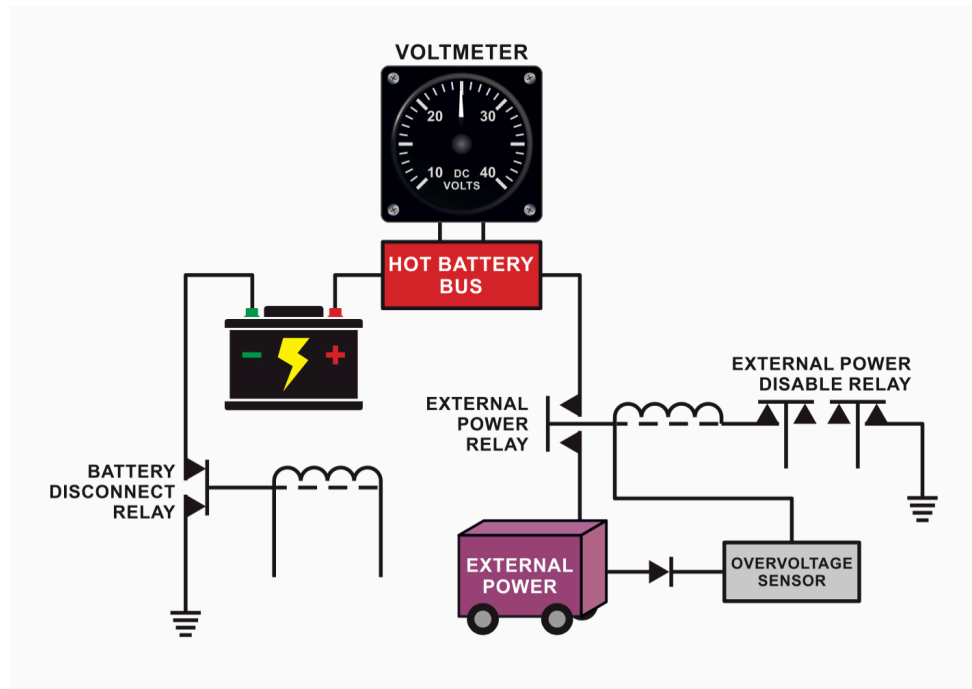 VOLTMETER
20
30
10
DC
40
VOLTS
HOT BATTERY
BUS
EXTERNAL POWER
DISABLE RELAY
EXTERNAL
POWER
RELAY
BATTERY
DISCONNECT
RELAY
EXTERNAL
POWER
OVERVOLTAGE
SENSOR